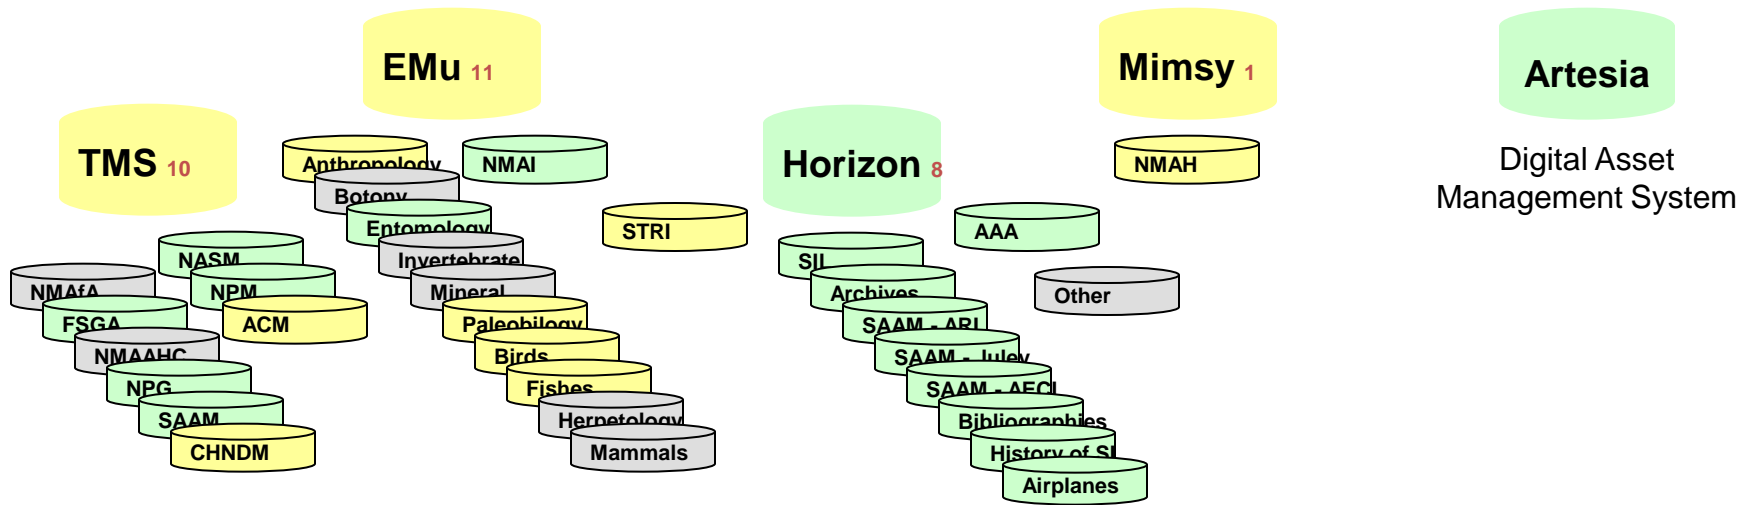 EMu 11
Mimsy 1
Artesia
TMS 10
Horizon 8
Digital Asset
Management System
NASM
NPM
ACM
NMAfA
FSGA
NMAAHC
NPG
SAAM
CHNDM
Anthropology
Botony
Entomology
Invertebrate
Mineral
Paleobilogy
Birds
Fishes
Herpetology
Mammals
NMAI
STRI
SIL
Archives
SAAM - ARI
SAAM - Juley
SAAM - AECI
Bibliographies
History of SI
Airplanes
AAA
Other
NMAH